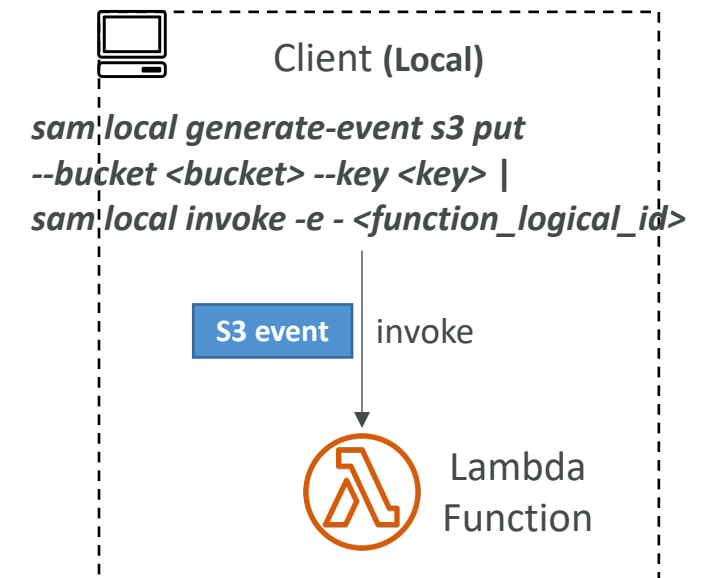 Client (Local)
sam local generate-event s3 put
--bucket <bucket> --key <key> |
sam local invoke -e - <function_logical_id>
S3 event
invoke
Lambda
Function